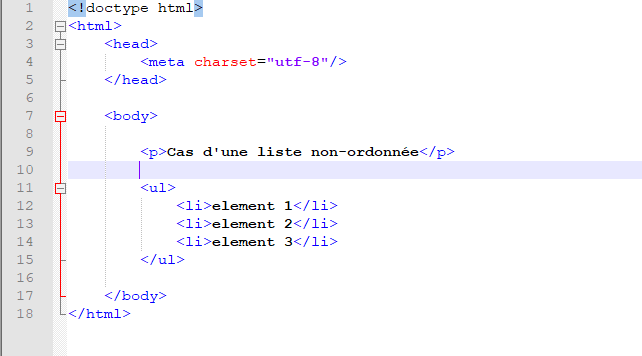 1 <!doctype html>
2 <html>
3 <head>
4 <meta charset="utf-8"/>
5 </head>
6
7 <body>
8
9 <p>Cas d'une liste non-ordonnée</p>
10
11 <ul>
12 <li>element 1</li>
13 <li>element 2</li>
14 <li>element 3</li>
15 </ul>
16
17 </body>
18 </html>